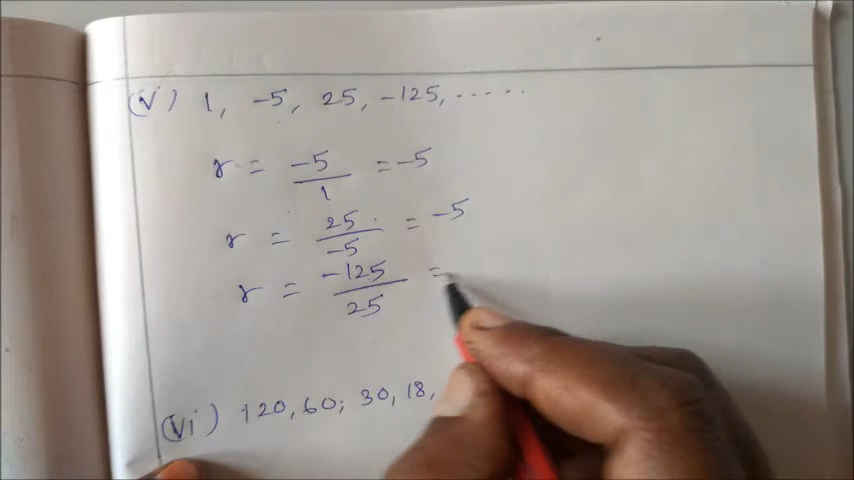 (V) 1, -5, 25, -125, .....
r = -5/1 = -5
r = 25/-5 = -5
r = -125/25 =
(Vi) 120, 60; 30, 18,